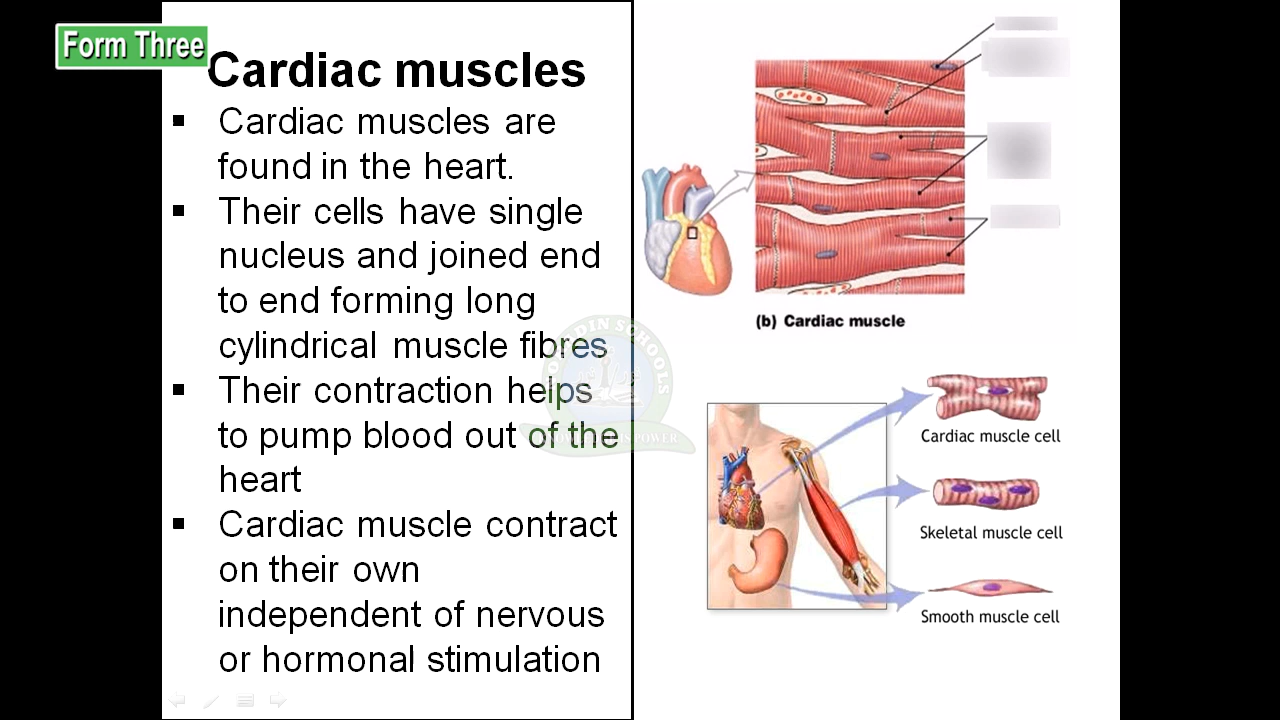 Form Three
Cardiac muscles
▪ Cardiac muscles are
found in the heart.
▪ Their cells have single
nucleus and joined end
to end forming long
cylindrical muscle fibres
▪ Their contraction helps
to pump blood out of the
heart
▪ Cardiac muscle contract
on their own
independent of nervous
or hormonal stimulation
(b) Cardiac muscle
Cardiac muscle cell
Skeletal muscle cell
Smooth muscle cell